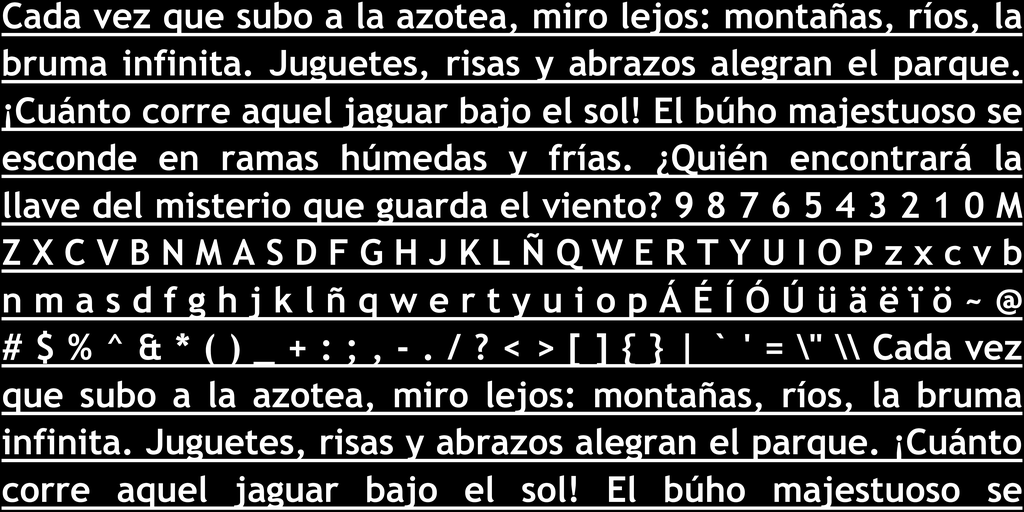 Cada vez que subo a la azotea, miro lejos: montañas, ríos, la
bruma infinita. Juguetes, risas y abrazos alegran el parque.
¡Cuánto corre aquel jaguar bajo el sol! El búho majestuoso se
esconde en ramas húmedas y frías. ¿Quién encontrará la
llave del misterio que guarda el viento? 9 8 7 6 5 4 3 2 1 0 M
Z X C V B N M A S D F G H J K L Ñ Q W E R T Y U I O P z x c v b
n m a s d f g h j k l ñ q w e r t y u i o p Á É Í Ó Ú ü ä ë ï ö ~ @
# $ % ^ & * ( ) _ + : ; , - . / ? < > [ ] { } | ` ' = \" \\ Cada vez
que subo a la azotea, miro lejos: montañas, ríos, la bruma
infinita. Juguetes, risas y abrazos alegran el parque. ¡Cuánto
corre aquel jaguar bajo el sol! El búho majestuoso se